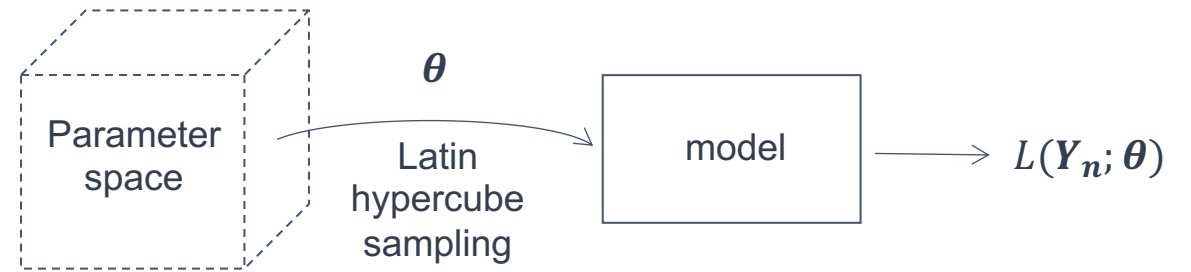 θ
Parameter
space
Latin
hypercube
sampling
model
L(Yₙ; θ)